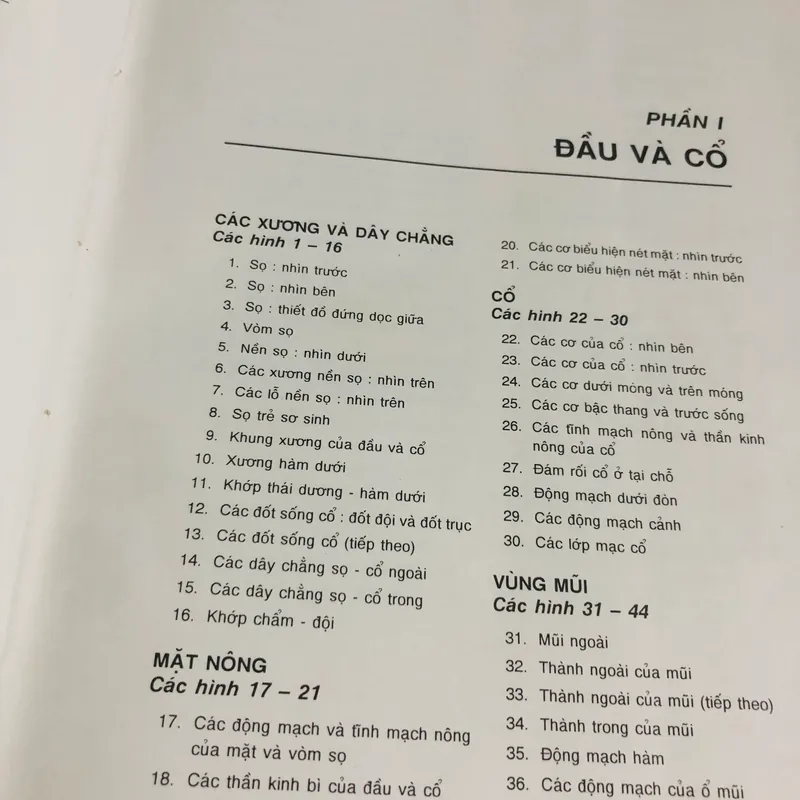 PHẦN I
ĐẦU VÀ CỔ
CÁC XƯƠNG VÀ DÂY CHẰNG
Các hình 1 – 16
1. Sọ : nhìn trước
2. Sọ : nhìn bên
3. Sọ : thiết đồ đứng dọc giữa
4. Vòm sọ
5. Nền sọ : nhìn dưới
6. Các xương nền sọ : nhìn trên
7. Các lỗ nền sọ : nhìn trên
8. Sọ trẻ sơ sinh
9. Khung xương của đầu và cổ
10. Xương hàm dưới
11. Khớp thái dương - hàm dưới
12. Các đốt sống cổ : đốt đội và đốt trục
13. Các đốt sống cổ (tiếp theo)
14. Các dây chằng sọ - cổ ngoài
15. Các dây chằng sọ - cổ trong
16. Khớp chẩm - đội
MẶT NÔNG
Các hình 17 – 21
17. Các động mạch và tĩnh mạch nông
của mặt và vòm sọ
18. Các thần kinh bì của đầu và cổ
20. Các cơ biểu hiện nét mặt : nhìn trước
21. Các cơ biểu hiện nét mặt : nhìn bên
CỔ
Các hình 22 – 30
22. Các cơ của cổ : nhìn bên
23. Các cơ của cổ : nhìn trước
24. Các cơ dưới móng và trên móng
25. Các cơ bậc thang và trước sống
26. Các tĩnh mạch nông và thần kinh
nông của cổ
27. Đám rối cổ ở tại chỗ
28. Động mạch dưới đòn
29. Các động mạch cảnh
30. Các lớp mạc cổ
VÙNG MŨI
Các hình 31 – 44
31. Mũi ngoài
32. Thành ngoài của mũi
33. Thành ngoài của mũi (tiếp theo)
34. Thành trong của mũi
35. Động mạch hàm
36. Các động mạch của ổ mũi